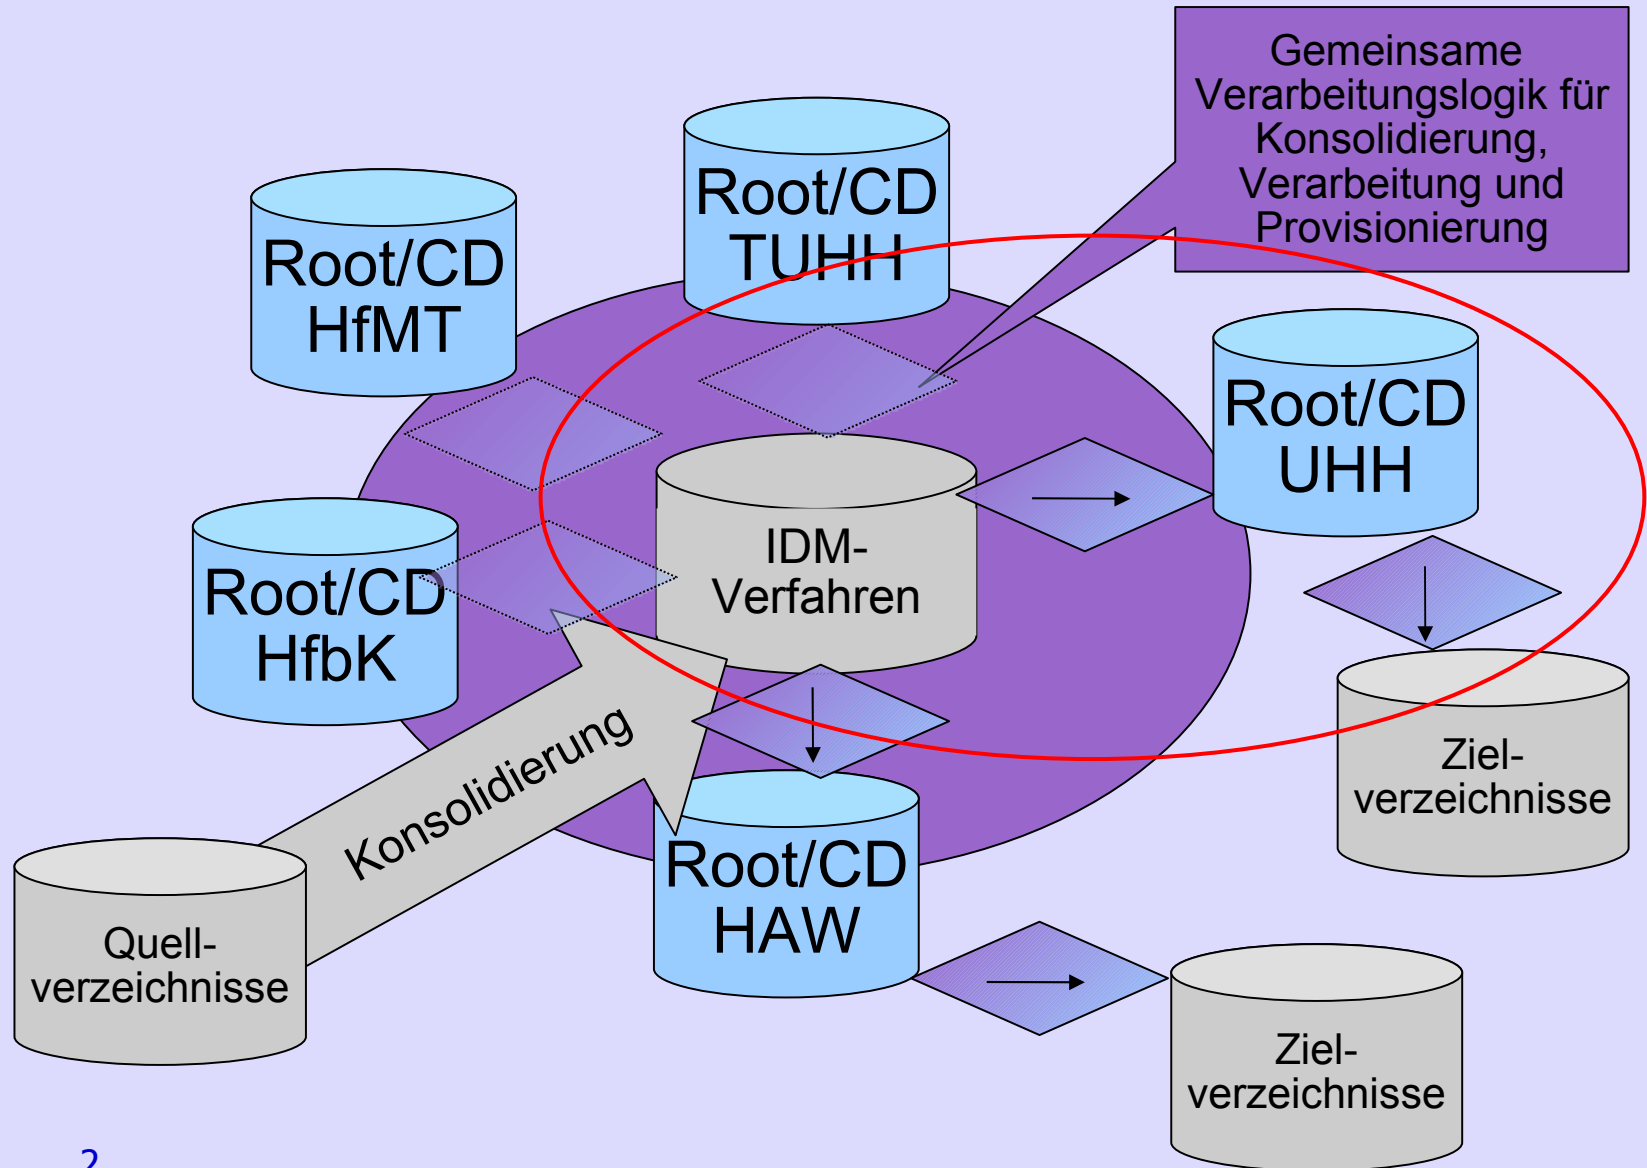 Gemeinsame
Verarbeitungslogik für
Konsolidierung,
Verarbeitung und
Provisionierung
Root/CD
TUHH
Root/CD
HfMT
Root/CD
UHH
IDM-
Verfahren
Root/CD
HfbK
Konsolidierung
Ziel-
verzeichnisse
Root/CD
HAW
Quell-
verzeichnisse
Ziel-
verzeichnisse
2